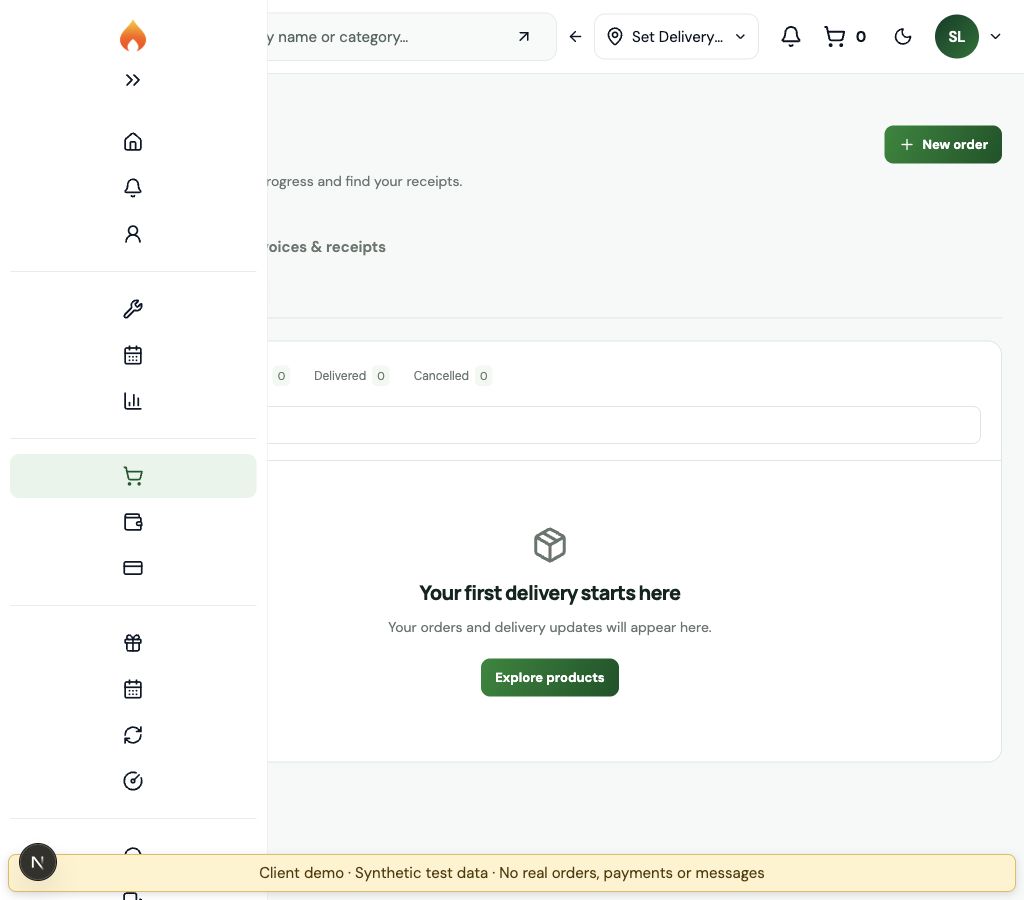 y name or category...
Set Delivery...
0
SL
New order
rogress and find your receipts.
voices & receipts
0
Delivered 0
Cancelled 0
Your first delivery starts here
Your orders and delivery updates will appear here.
Explore products
N
Client demo · Synthetic test data · No real orders, payments or messages